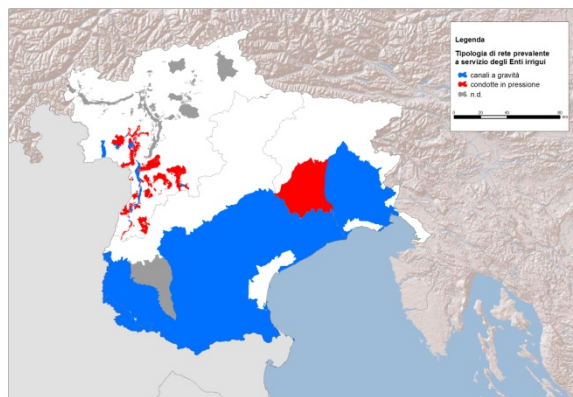 Legenda
Tipologia di rete prevalente
a servizio degli Enti irrigui
canali a gravità
condotte in pressione
n.d.